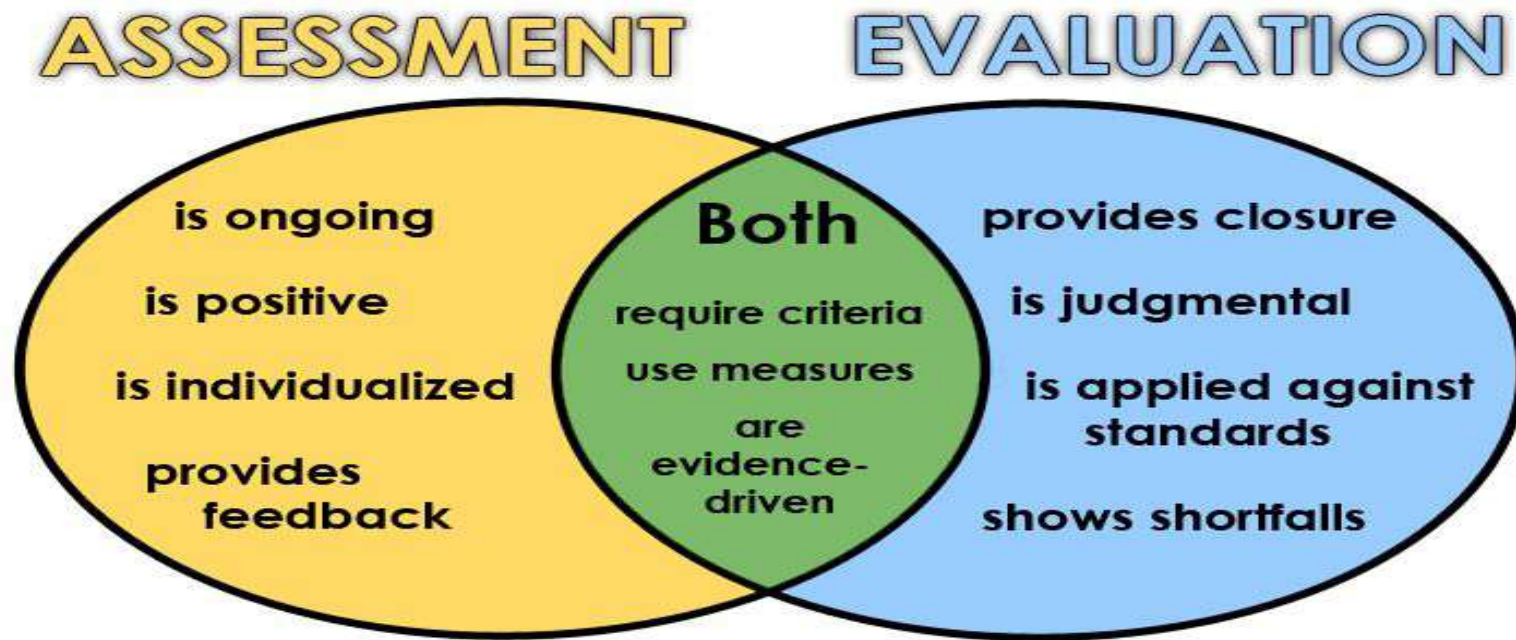 ASSESSMENT
EVALUATION
is ongoing
is positive
is individualized
provides
feedback
Both
require criteria
use measures
are
evidence-
driven
provides closure
is judgmental
is applied against
standards
shows shortfalls